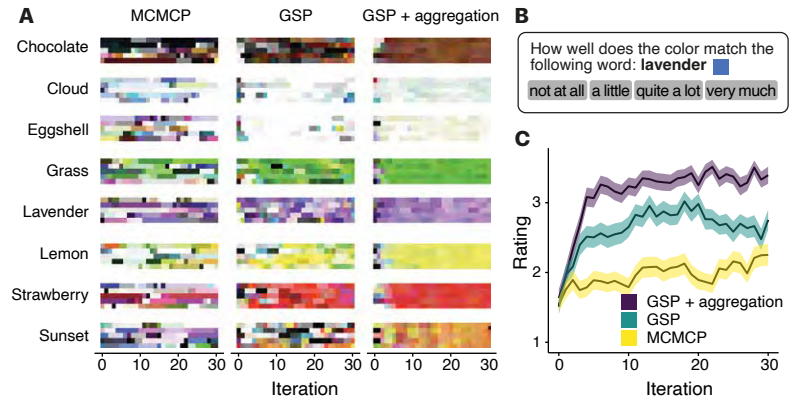 A
MCMCP
GSP
GSP + aggregation
Chocolate
Cloud
Eggshell
Grass
Lavender
Lemon
Strawberry
Sunset
0 10 20 30 0 10 20 30 0 10 20 30
Iteration
B
How well does the color match the
following word: lavender
not at all a little quite a lot very much
C
Rating
3
2
1
GSP + aggregation
GSP
MCMCP
0 10 20 30
Iteration